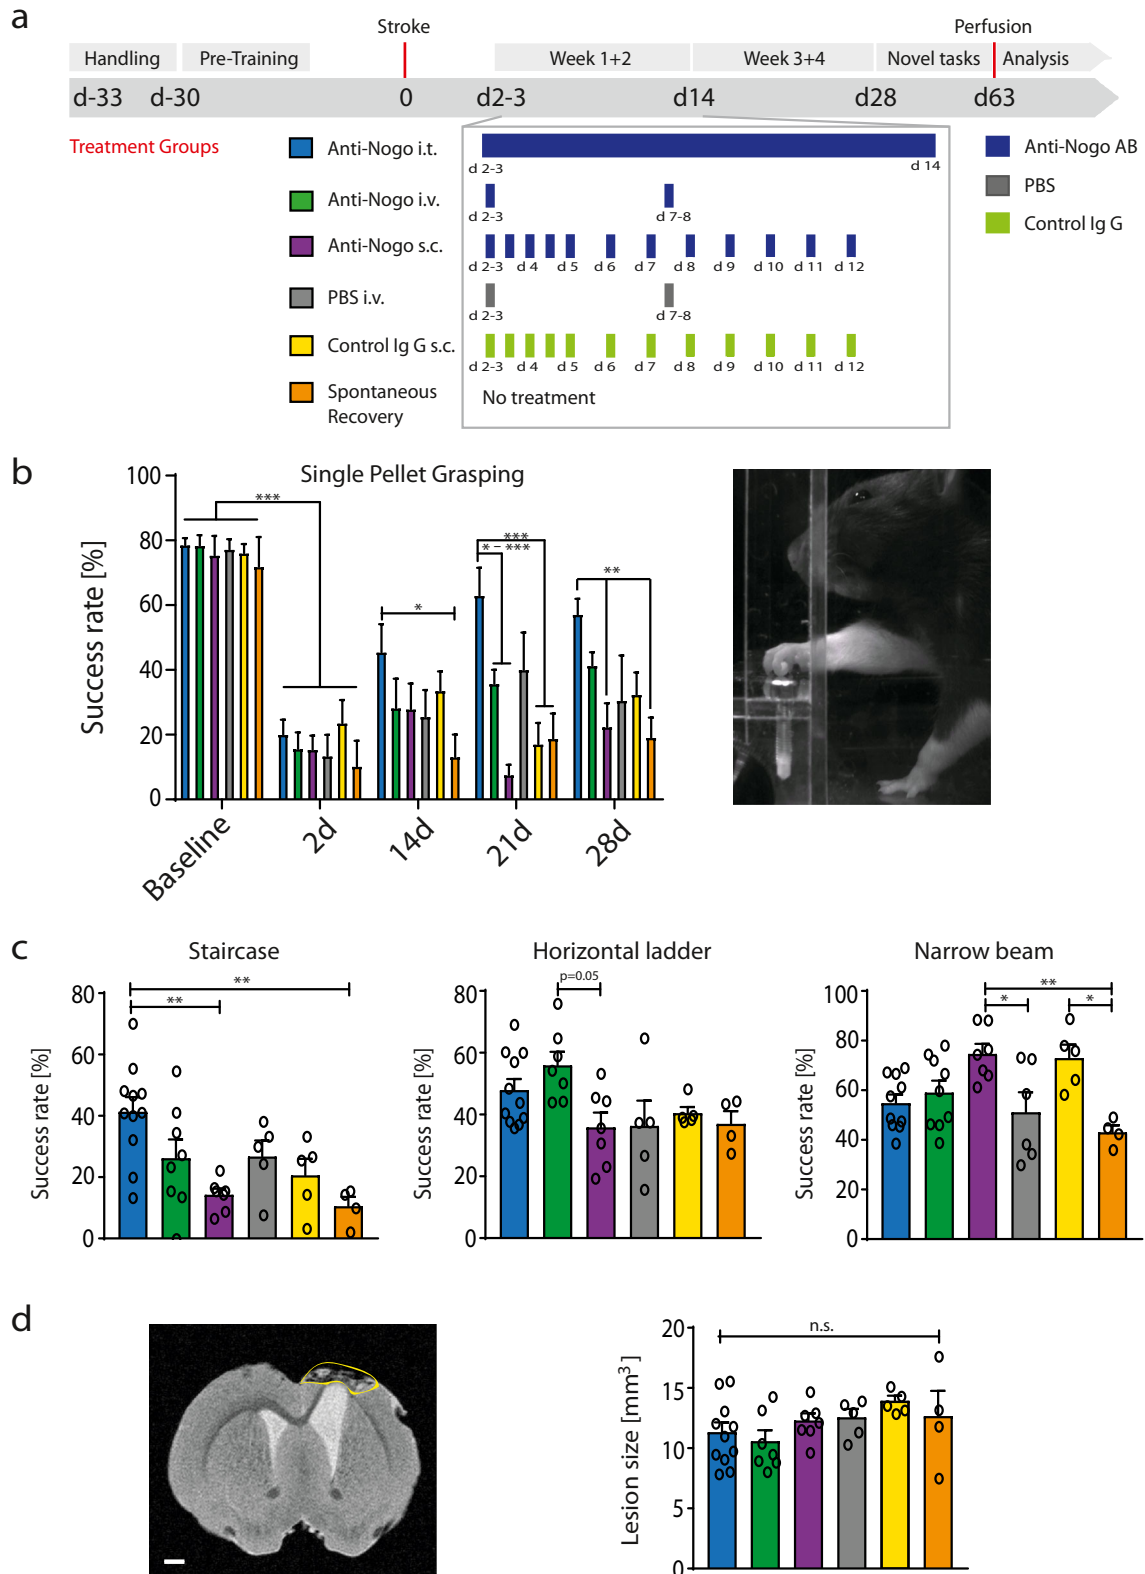 a
Stroke
Perfusion
Handling
Pre-Training
Week 1+2
Week 3+4
Novel tasks
Analysis
d-33
d-30
0
d2-3
d14
d28
d63
Treatment Groups
Anti-Nogo i.t.
Anti-Nogo i.v.
Anti-Nogo s.c.
PBS i.v.
Control Ig G s.c.
Spontaneous
Recovery
d 2-3
d 14
d 2-3
d 7-8
d 2-3
d 4
d 5
d 6
d 7
d 8
d 9
d 10
d 11
d 12
d 2-3
d 7-8
d 2-3
d 4
d 5
d 6
d 7
d 8
d 9
d 10
d 11
d 12
No treatment
Anti-Nogo AB
PBS
Control Ig G
b
Single Pellet Grasping
Success rate [%]
100
80
60
40
20
0
***
*
***
* – ***
**
Baseline
2d
14d
21d
28d
c
Staircase
Success rate [%]
80
60
40
20
0
**
**
Horizontal ladder
Success rate [%]
80
60
40
20
0
p=0.05
Narrow beam
Success rate [%]
100
80
60
40
20
0
**
*
*
d
Lesion size [mm³]
20
15
10
5
0
n.s.